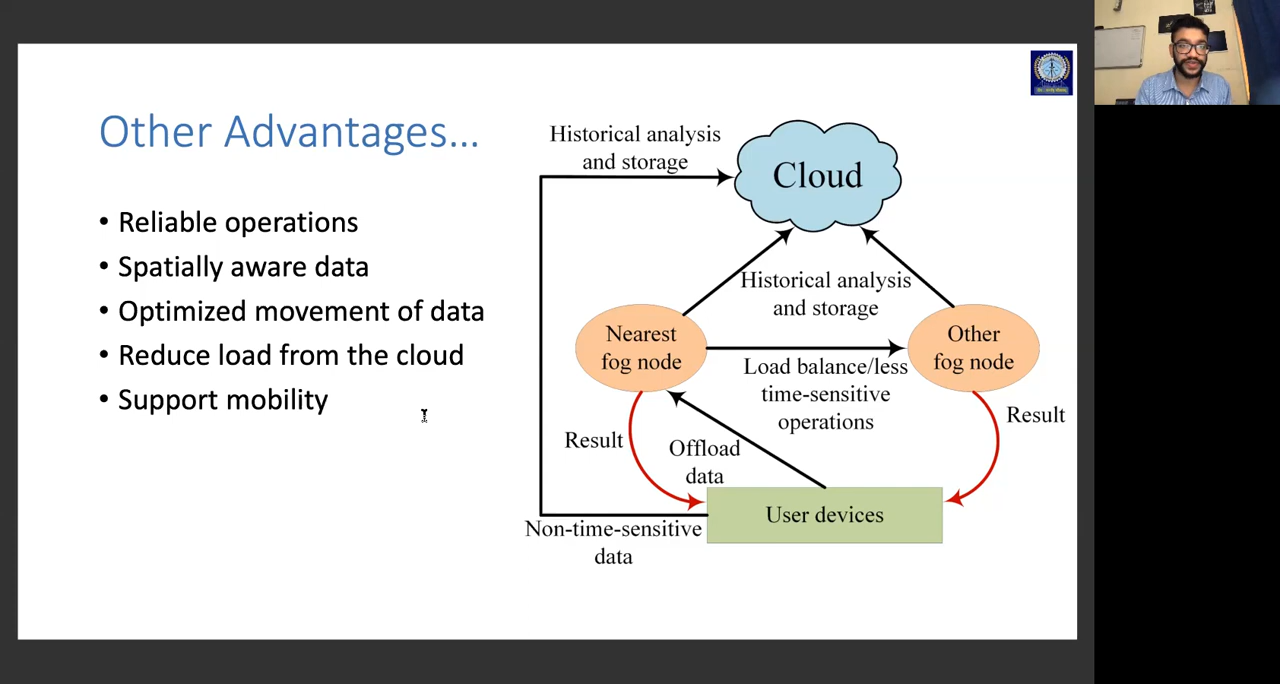 Other Advantages...
• Reliable operations
• Spatially aware data
• Optimized movement of data
• Reduce load from the cloud
• Support mobility
Historical analysis
and storage
Cloud
Historical analysis
and storage
Nearest
fog node
Other
fog node
Load balance/less
time-sensitive
operations
Result
Offload
data
Result
User devices
Non-time-sensitive
data